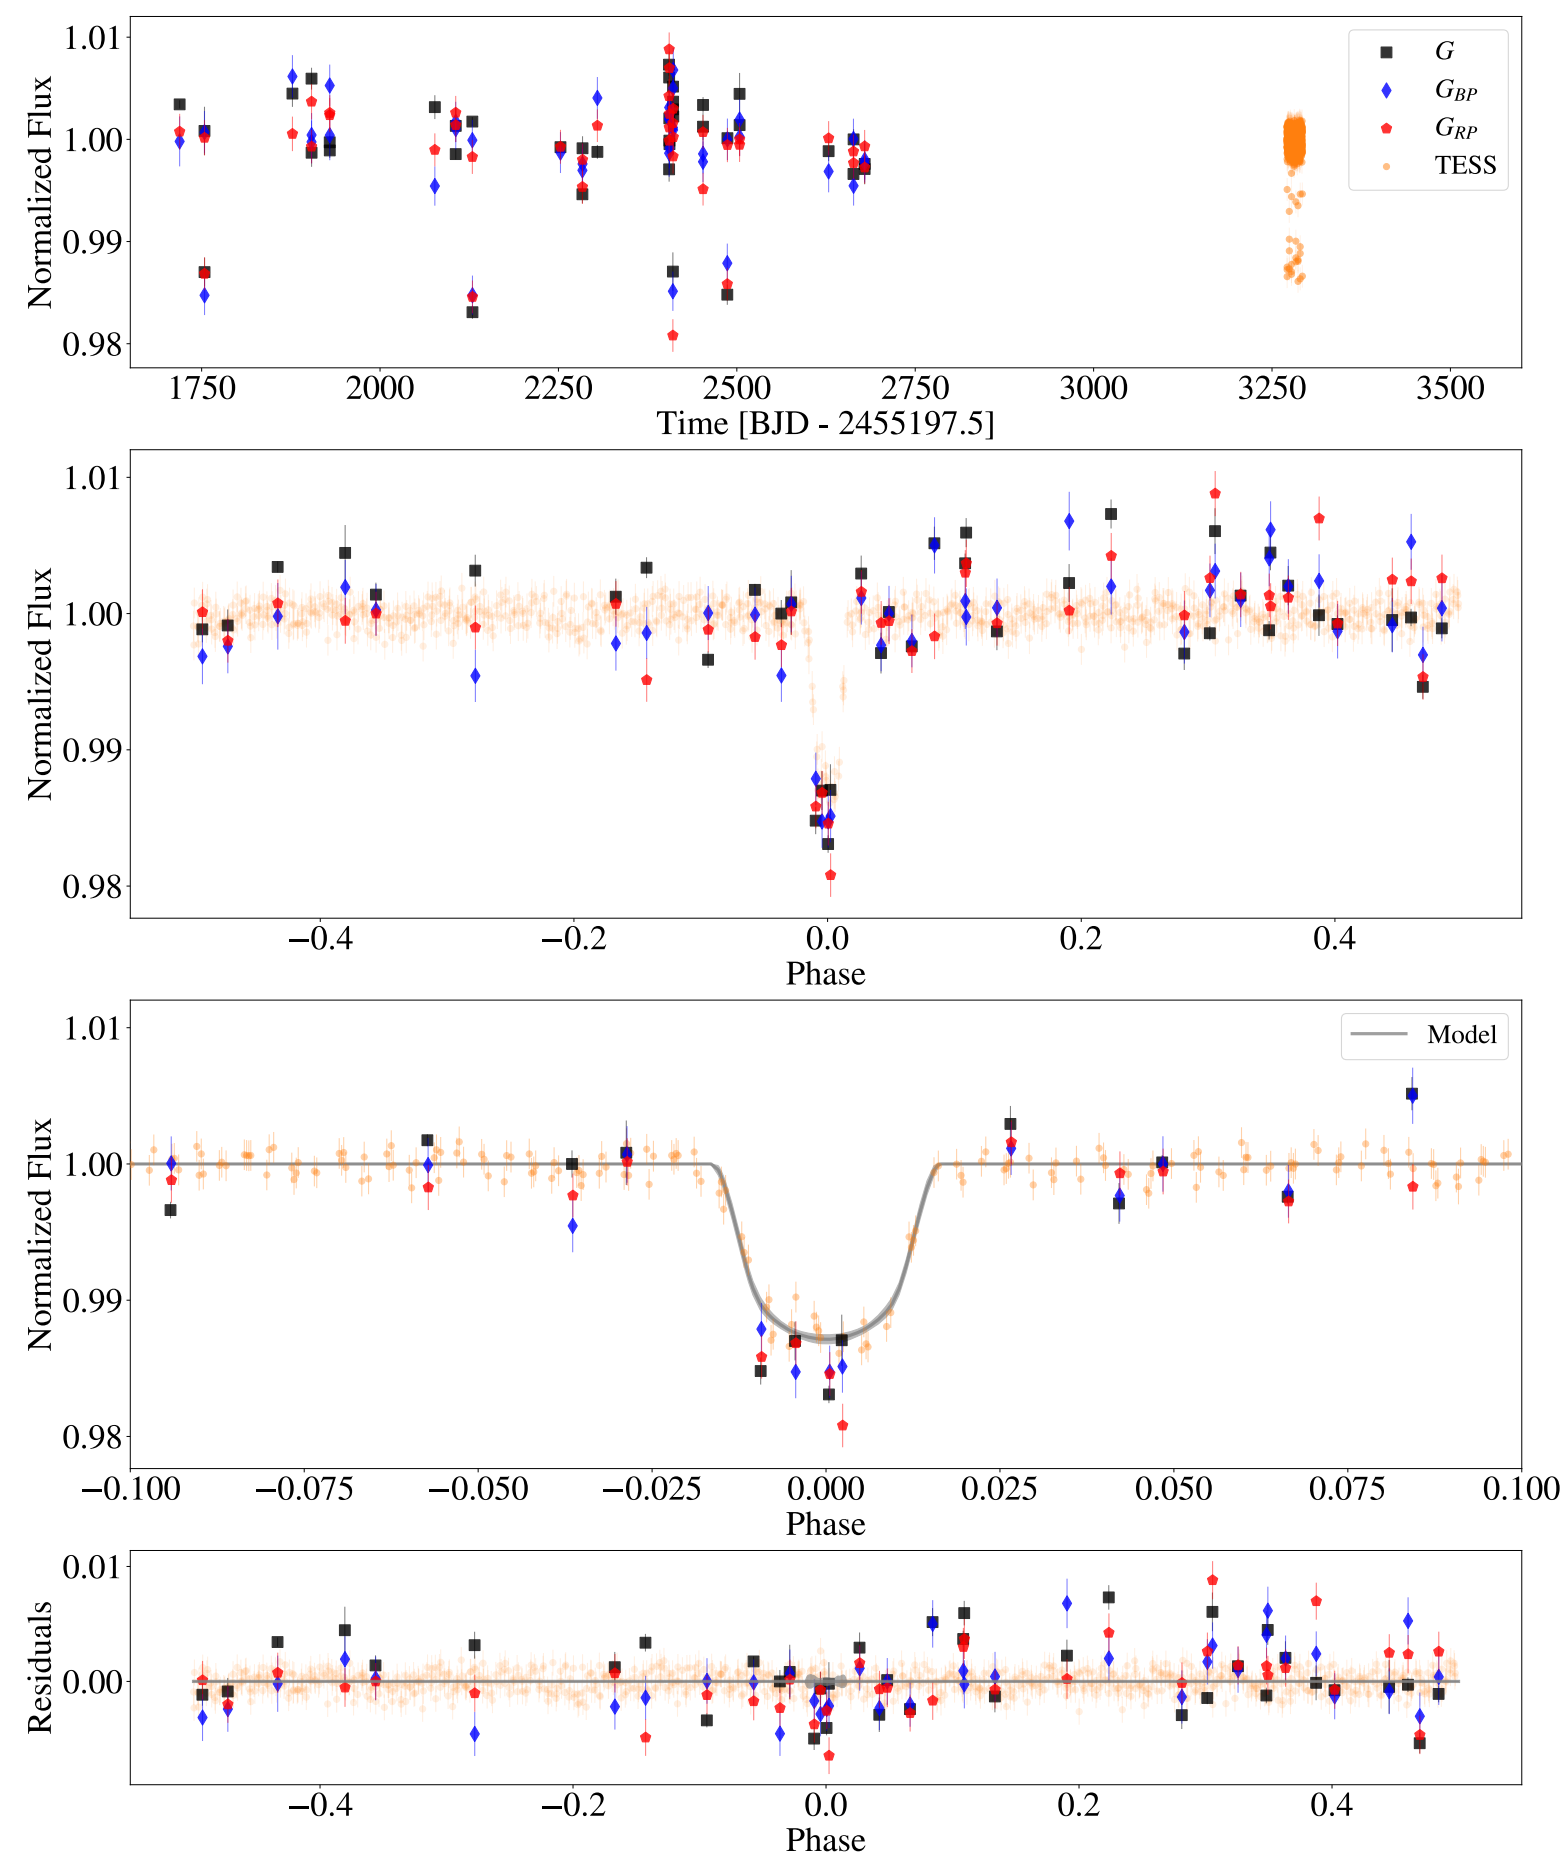 1.01
1.00
0.99
0.98
Normalized Flux
G
G_BP
G_RP
TESS
1750 2000 2250 2500 2750 3000 3250 3500
Time [BJD - 2455197.5]
1.01
1.00
0.99
0.98
Normalized Flux
−0.4 −0.2 0.0 0.2 0.4
Phase
1.01
1.00
0.99
0.98
Normalized Flux
Model
−0.100 −0.075 −0.050 −0.025 0.000 0.025 0.050 0.075 0.100
Phase
0.01
0.00
Residuals
−0.4 −0.2 0.0 0.2 0.4
Phase